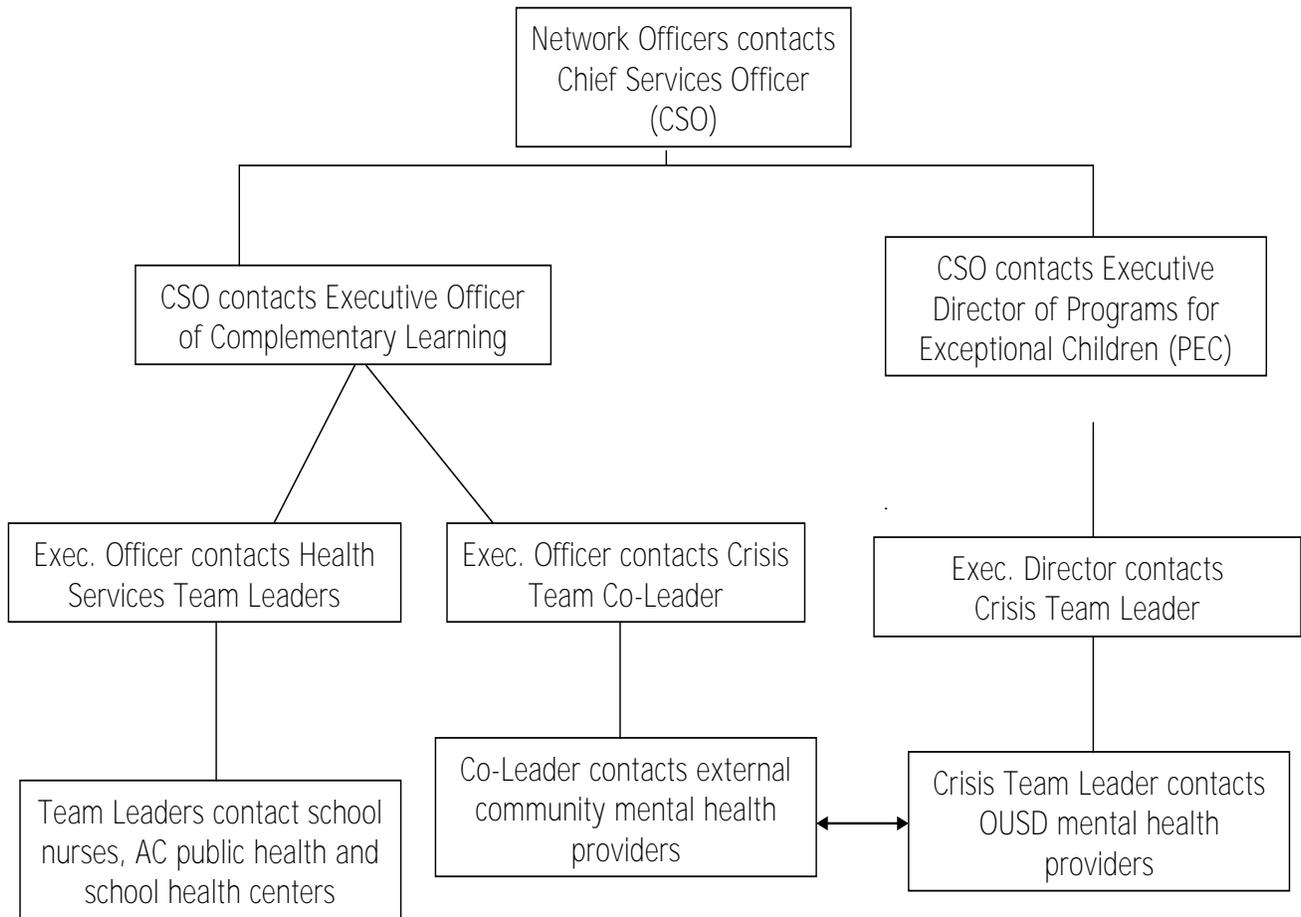 Network Officers contacts
Chief Services Officer
(CSO)
CSO contacts Executive Officer
of Complementary Learning
CSO contacts Executive
Director of Programs for
Exceptional Children (PEC)
Exec. Officer contacts Health
Services Team Leaders
Exec. Officer contacts Crisis
Team Co-Leader
Exec. Director contacts
Crisis Team Leader
Team Leaders contact school
nurses, AC public health and
school health centers
Co-Leader contacts external
community mental health
providers
Crisis Team Leader contacts
OUSD mental health
providers